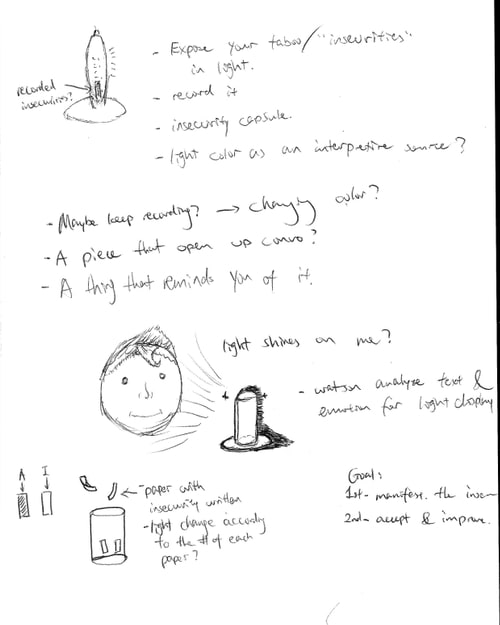 - Expose your taboo/"insecurities"
in light.
recorded
insecurities?
- record it
- insecurity capsule.
- light color as an interpretive source?
- Maybe keep recording? → changing color?
- A piece that open up convo?
- A thing that reminds you of it.
light shines on me?
- watson analyze text &
emotion for light
A I
- paper with
insecurity written
- light change accordly
to the # of each
paper?
Goal:
1st- manifest. the insec
2nd- accept & improve.